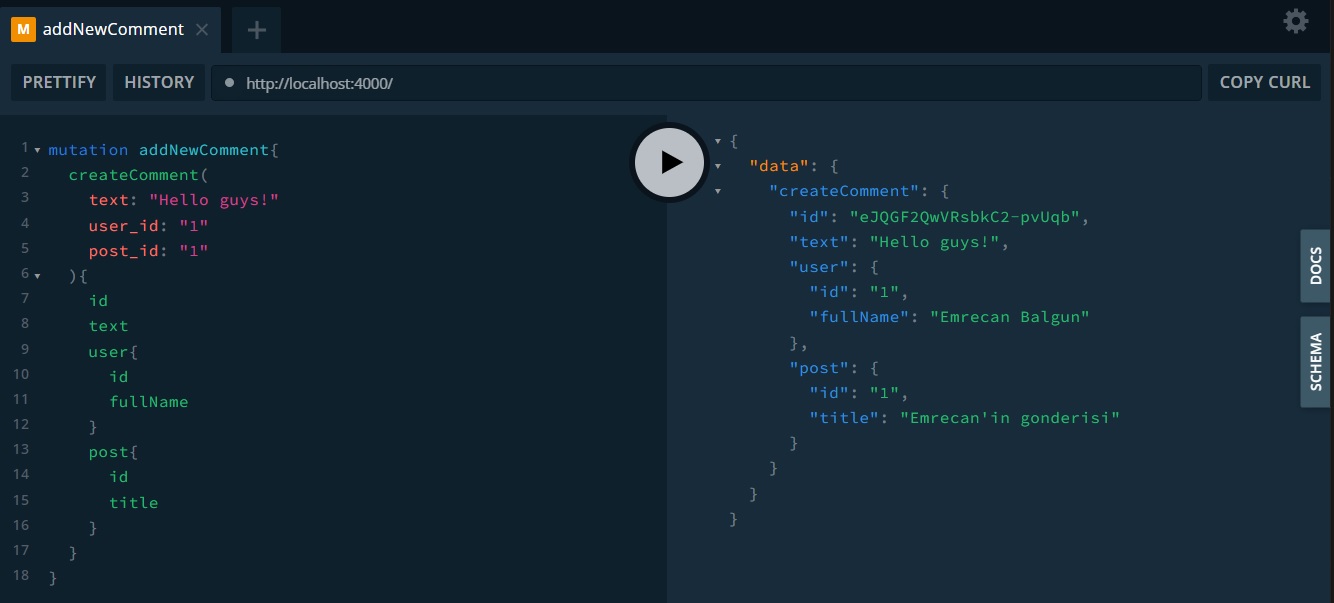 M addNewComment
PRETTIFY HISTORY http://localhost:4000/ COPY CURL
1 mutation addNewComment{
2 createComment(
3 text: "Hello guys!"
4 user_id: "1"
5 post_id: "1"
6 ){
7 id
8 text
9 user{
10 id
11 fullName
12 }
13 post{
14 id
15 title
16 }
17 }
18 }
{
"data": {
"createComment": {
"id": "eJQGF2QwVRsbkC2-pvUqb",
"text": "Hello guys!",
"user": {
"id": "1",
"fullName": "Emrecan Balgun"
},
"post": {
"id": "1",
"title": "Emrecan'in gonderisi"
}
}
}
}
DOCS
SCHEMA